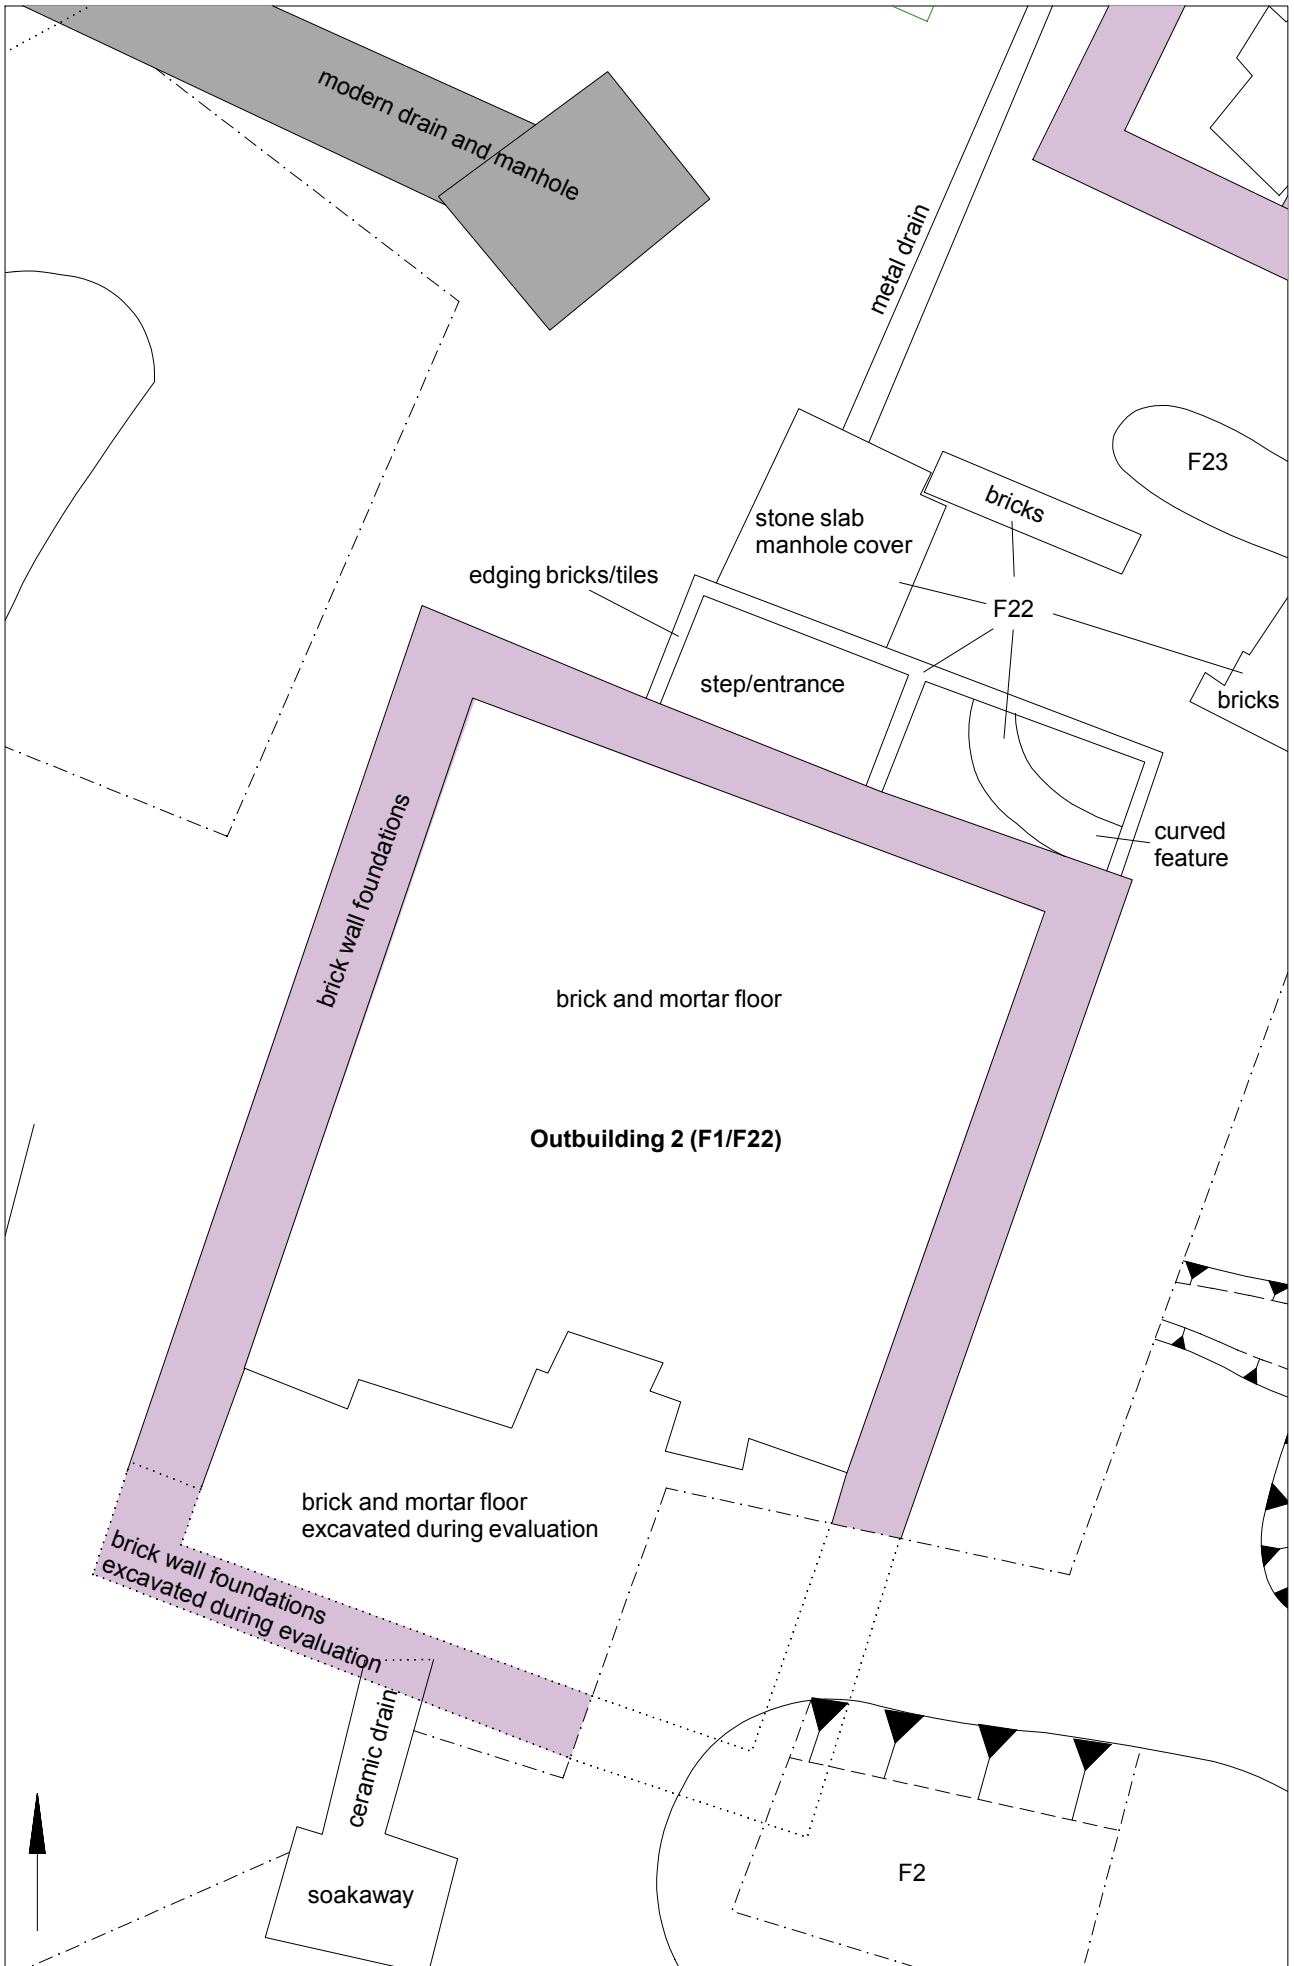 modern drain and manhole
metal drain
F23
bricks
stone slab
manhole cover
edging bricks/tiles
F22
step/entrance
bricks
curved
feature
brick wall foundations
brick and mortar floor
Outbuilding 2 (F1/F22)
brick and mortar floor
excavated during evaluation
brick wall foundations
excavated during evaluation
ceramic drain
F2
soakaway